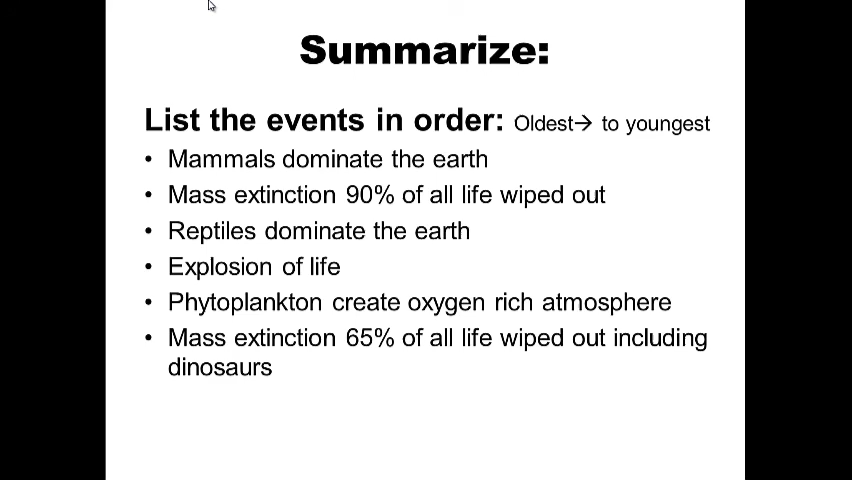 Summarize:
List the events in order: Oldest→ to youngest
• Mammals dominate the earth
• Mass extinction 90% of all life wiped out
• Reptiles dominate the earth
• Explosion of life
• Phytoplankton create oxygen rich atmosphere
• Mass extinction 65% of all life wiped out including
dinosaurs